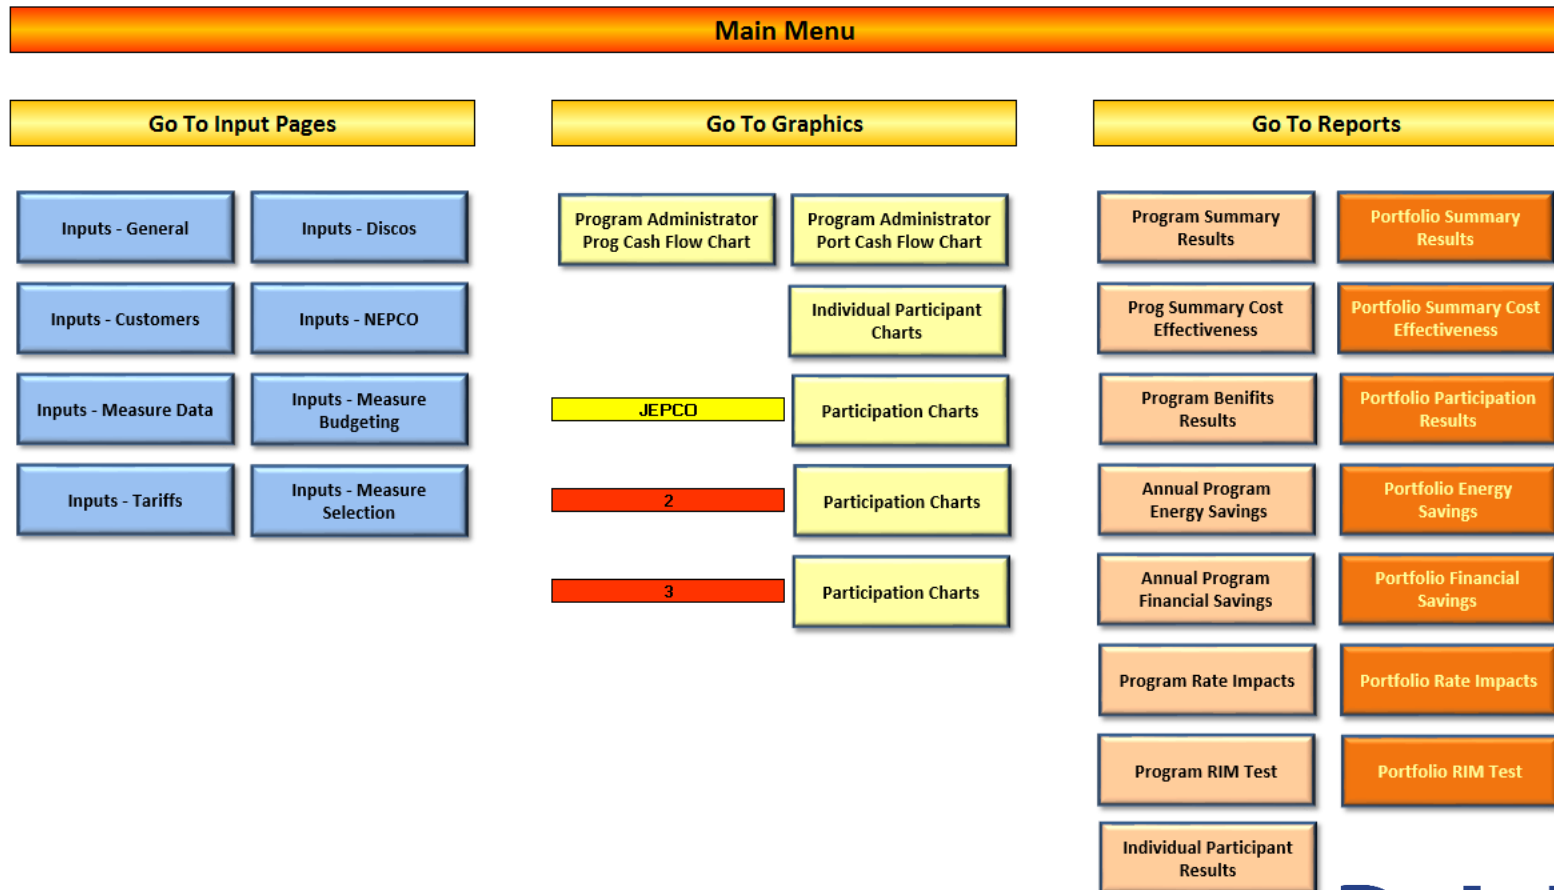 Main Menu
Go To Input Pages
Inputs - General
Inputs - Discos
Inputs - Customers
Inputs - NEPCO
Inputs - Measure Data
Inputs - Measure
Budgeting
Inputs - Tariffs
Inputs - Measure
Selection
Go To Graphics
Program Administrator
Prog Cash Flow Chart
Program Administrator
Port Cash Flow Chart
Individual Participant
Charts
JEPCO
Participation Charts
2
Participation Charts
3
Participation Charts
Go To Reports
Program Summary
Results
Portfolio Summary
Results
Prog Summary Cost
Effectiveness
Portfolio Summary Cost
Effectiveness
Program Benifits
Results
Portfolio Participation
Results
Annual Program
Energy Savings
Portfolio Energy
Savings
Annual Program
Financial Savings
Portfolio Financial
Savings
Program Rate Impacts
Portfolio Rate Impacts
Program RIM Test
Portfolio RIM Test
Individual Participant
Results